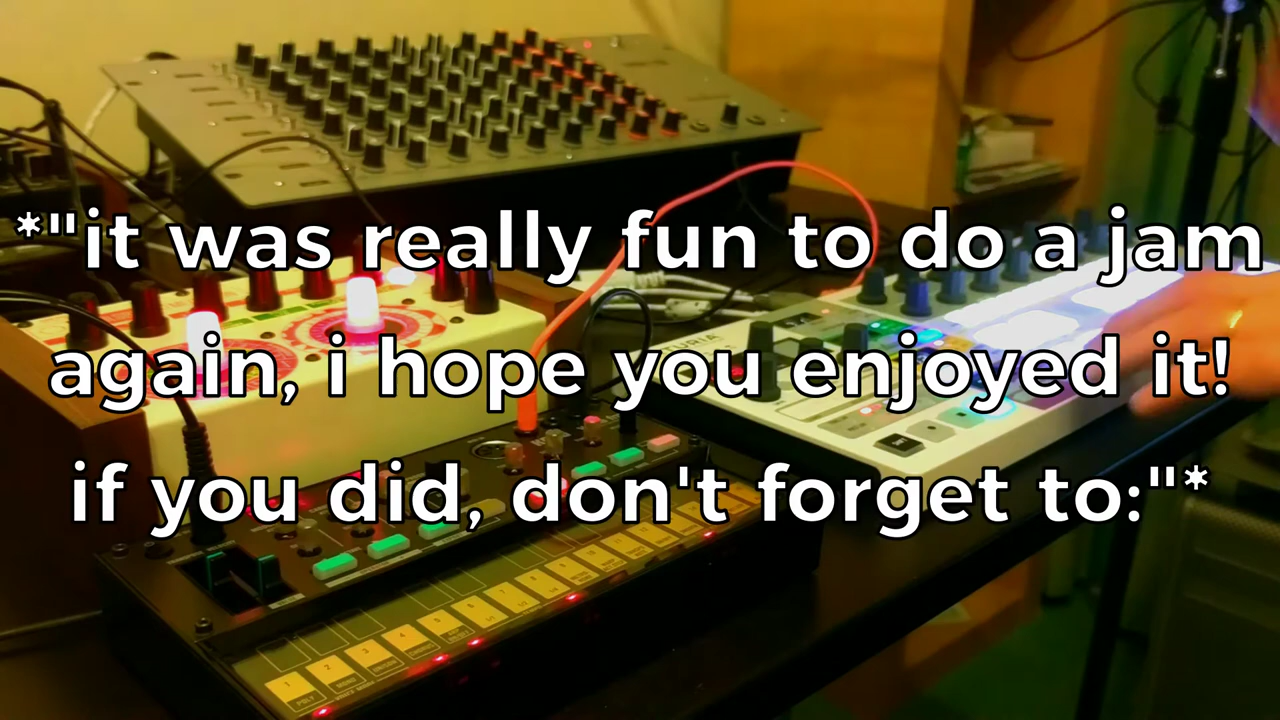 *"it was really fun to do a jam
again, i hope you enjoyed it!
if you did, don't forget to:"*